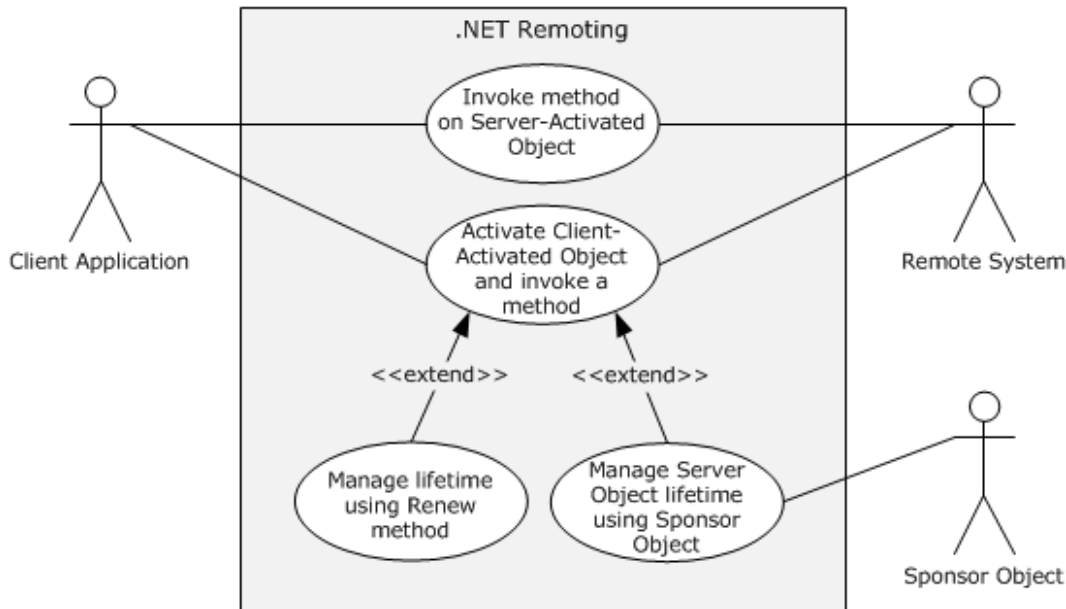 .NET Remoting
Invoke method
on Server-Activated
Object
Client Application
Remote System
Activate Client-
Activated Object
and invoke a
method
<<extend>>
<<extend>>
Manage lifetime
using Renew
method
Manage Server
Object lifetime
using Sponsor
Object
Sponsor Object